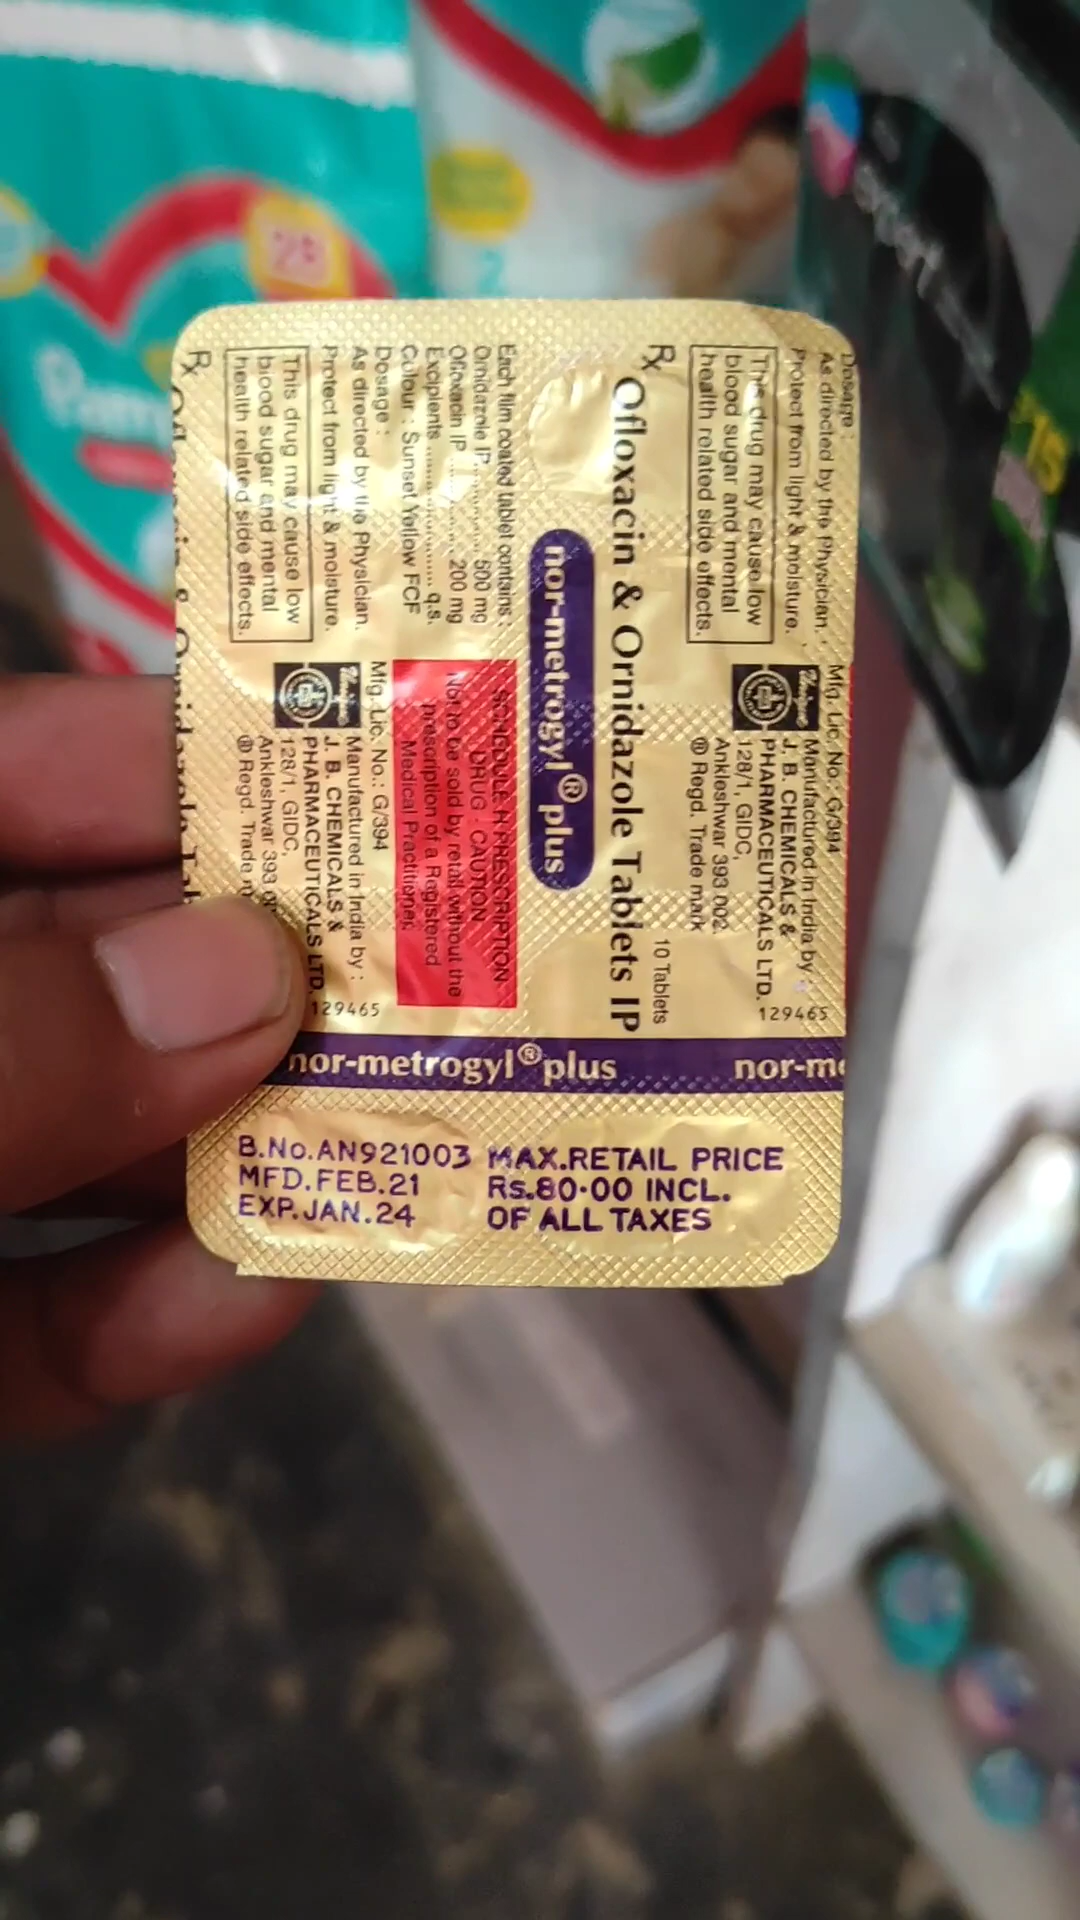 Dosage :
As directed by the Physician.
Protect from light & moisture.
This drug may cause low
blood sugar and mental
health related side effects.
Mfg. Lic. No.: G/394
Manufactured in India by :
J. B. CHEMICALS &
PHARMACEUTICALS LTD.
128/1, GIDC,
Ankleshwar 393 002.
® Regd. Trade mark
129465
10 Tablets
Rx
Ofloxacin & Ornidazole Tablets IP
nor-metrogyl® plus
Each film coated tablet contains :
Ornidazole IP............ 500 mg
Ofloxacin IP ............ 200 mg
Excipients ................. q.s.
Colour : Sunset Yellow FCF
Dosage :
As directed by the Physician.
Protect from light & moisture.
This drug may cause low
blood sugar and mental
health related side effects.
SCHEDULE H PRESCRIPTION
DRUG : CAUTION
Not to be sold by retail without the
prescription of a Registered
Medical Practitioner.
Mfg. Lic. No.: G/394
Manufactured in India by :
J. B. CHEMICALS &
PHARMACEUTICALS LTD.
128/1, GIDC,
Ankleshwar 393
® Regd. Trade
129465
Rx
nor-metrogyl® plus nor-me
B.No.AN921003
MFD.FEB.21
EXP.JAN.24
MAX.RETAIL PRICE
Rs.80.00 INCL.
OF ALL TAXES